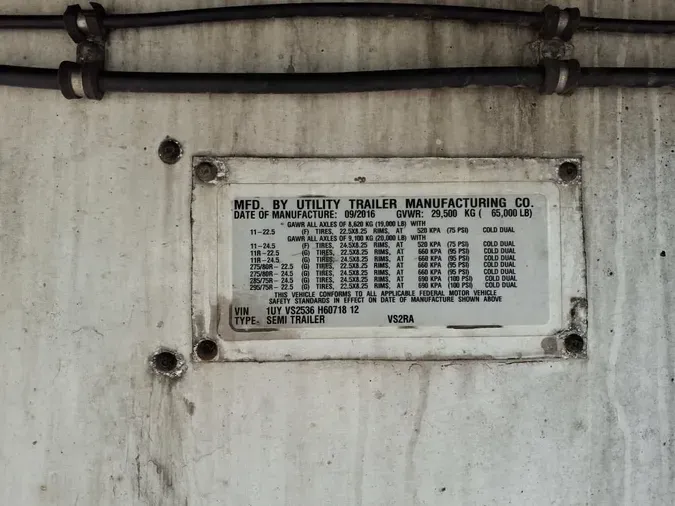 MFD. BY UTILITY TRAILER MANUFACTURING CO.
DATE OF MANUFACTURE: 09/2016 GVWR: 29,500 KG ( 65,000 LB)
GAWR ALL AXLES OF 8,620 KG (19,000 LB) WITH
11-22.5 (F) TIRES, 22.5X8.25 RIMS, AT 520 KPA (75 PSI) COLD DUAL
GAWR ALL AXLES OF 9,100 KG (20,000 LB) WITH
11-24.5 (F) TIRES, 24.5X8.25 RIMS, AT 520 KPA (75 PSI) COLD DUAL
11R-22.5 (G) TIRES, 22.5X8.25 RIMS, AT 660 KPA (95 PSI) COLD DUAL
11R-24.5 (G) TIRES, 24.5X8.25 RIMS, AT 660 KPA (95 PSI) COLD DUAL
275/80R-22.5 (G) TIRES, 22.5X8.25 RIMS, AT 660 KPA (95 PSI) COLD DUAL
275/80R-24.5 (G) TIRES, 24.5X8.25 RIMS, AT 660 KPA (95 PSI) COLD DUAL
285/75R-24.5 (G) TIRES, 24.5X8.25 RIMS, AT 690 KPA (100 PSI) COLD DUAL
295/75R-22.5 (G) TIRES, 22.5X8.25 RIMS, AT 690 KPA (100 PSI) COLD DUAL
THIS VEHICLE CONFORMS TO ALL APPLICABLE FEDERAL MOTOR VEHICLE
SAFETY STANDARDS IN EFFECT ON DATE OF MANUFACTURE SHOWN ABOVE
VIN 1UY VS2536 H60718 12
TYPE- SEMI TRAILER VS2RA